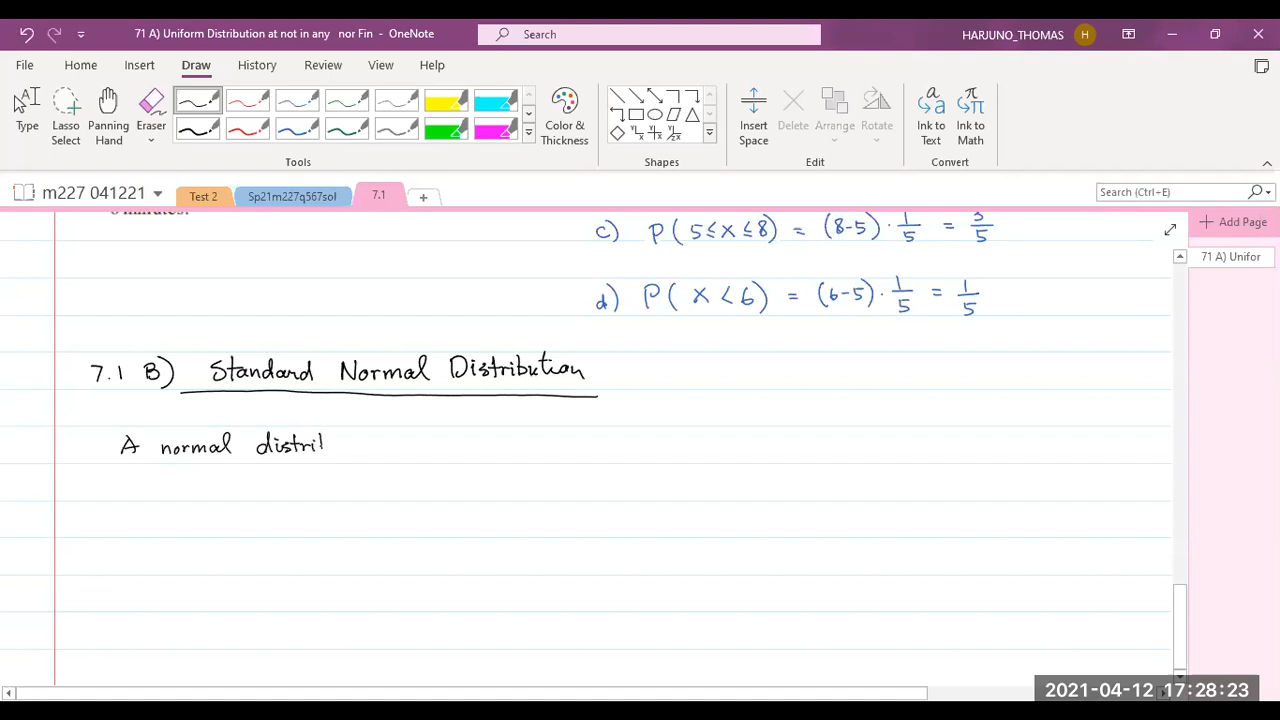 71 A) Uniform Distribution at not in any nor Fin - OneNote
Search
HARJUNO_THOMAS
H
File Home Insert Draw History Review View Help
Type
Lasso Select
Panning Hand
Eraser
Color & Thickness
Insert Space
Delete
Arrange
Rotate
Ink to Text
Ink to Math
Tools
Shapes
Edit
Convert
m227 041221
Test 2
Sp21m227q567sol
7.1
Search (Ctrl+E)
Add Page
71 A) Unifor
c) P( 5 ≤ X ≤ 8) = (8-5) · 1/5 = 3/5
d) P( X < 6) = (6-5) · 1/5 = 1/5
7.1 B) Standard Normal Distribution
A normal distril
2021-04-12 17:28:23